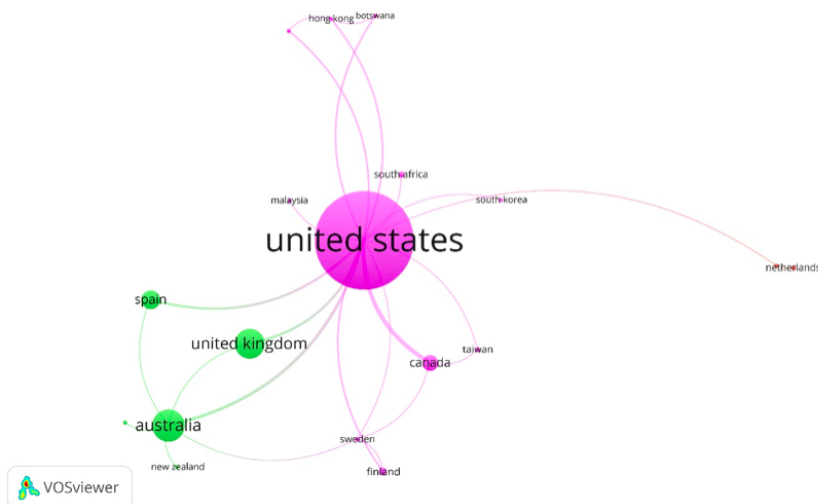 hong kong
botswana
south africa
malaysia
south korea
united states
netherlands
spain
united kingdom
taiwan
canada
australia
sweden
new zealand
finland
VOSviewer